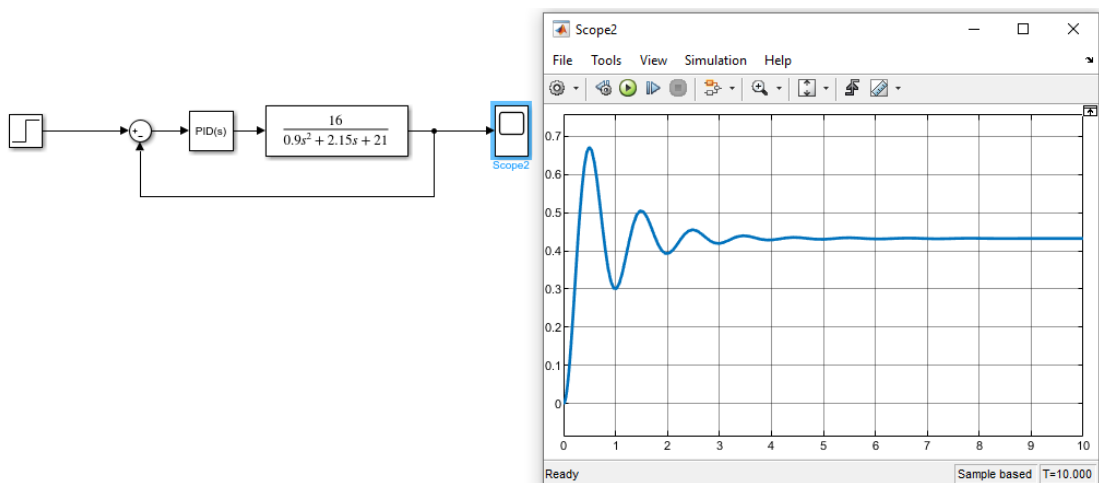 Scope2
File Tools View Simulation Help
+
−
PID(s)
16
0.9s² + 2.15s + 21
Scope2
0.7
0.6
0.5
0.4
0.3
0.2
0.1
0
0 1 2 3 4 5 6 7 8 9 10
Ready Sample based T=10.000